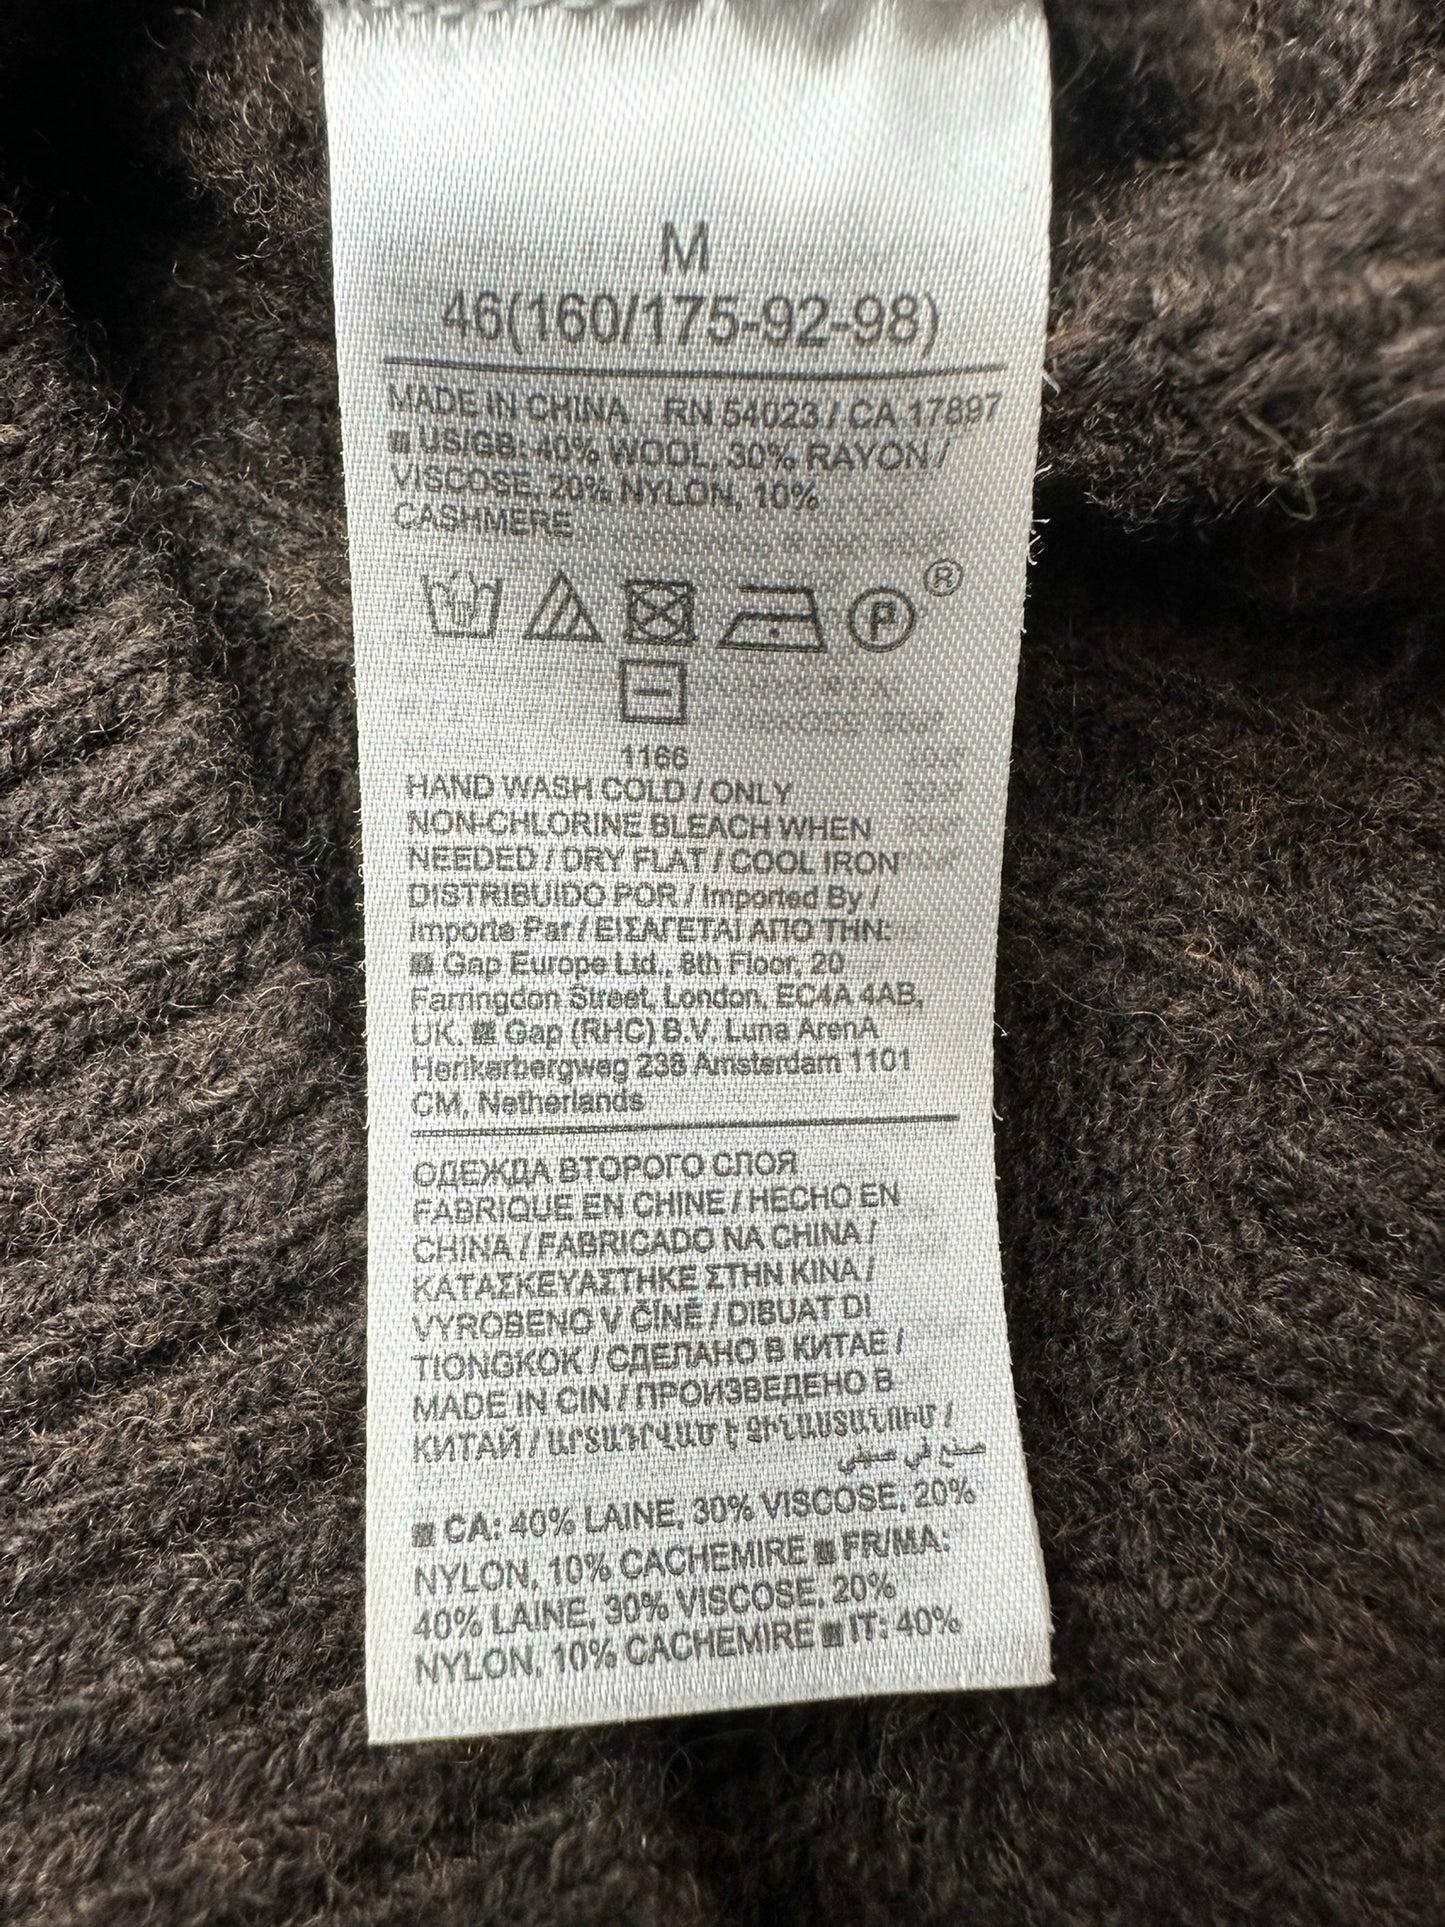 M
46(160/175-92-98)
MADE IN CHINA RN 54023 / CA 17897
US/GB: 40% WOOL, 30% RAYON /
VISCOSE, 20% NYLON, 10%
CASHMERE
P ®
1166
HAND WASH COLD / ONLY
NON-CHLORINE BLEACH WHEN
NEEDED / DRY FLAT / COOL IRON
DISTRIBUIDO POR / Imported By /
Importe Par / ΕΙΣΑΓΕΤΑΙ ΑΠΟ ΤΗΝ:
Gap Europe Ltd., 8th Floor, 20
Farringdon Street, London, EC4A 4AB,
UK. Gap (RHC) B.V. Luna ArenA
Herikerbergweg 238 Amsterdam 1101
CM, Netherlands
ОДЕЖДА ВТОРОГО СЛОЯ
FABRIQUE EN CHINE / HECHO EN
CHINA / FABRICADO NA CHINA /
ΚΑΤΑΣΚΕΥΑΣΤΗΚΕ ΣΤΗΝ ΚΙΝΑ /
VYROBENO V ČÍNĚ / DIBUAT DI
TIONGKOK / СДЕЛАНО В КИТАЕ /
MADE IN CIN / ПРОИЗВЕДЕНО В
КИТАЙ / ԱՐՏԱԴՐՎԱԾ Է ՉԻՆԱՍՏԱՆՈՒՄ /
صنع في صيني
CA: 40% LAINE, 30% VISCOSE, 20%
NYLON, 10% CACHEMIRE FR/MA:
40% LAINE, 30% VISCOSE, 20%
NYLON, 10% CACHEMIRE IT: 40%